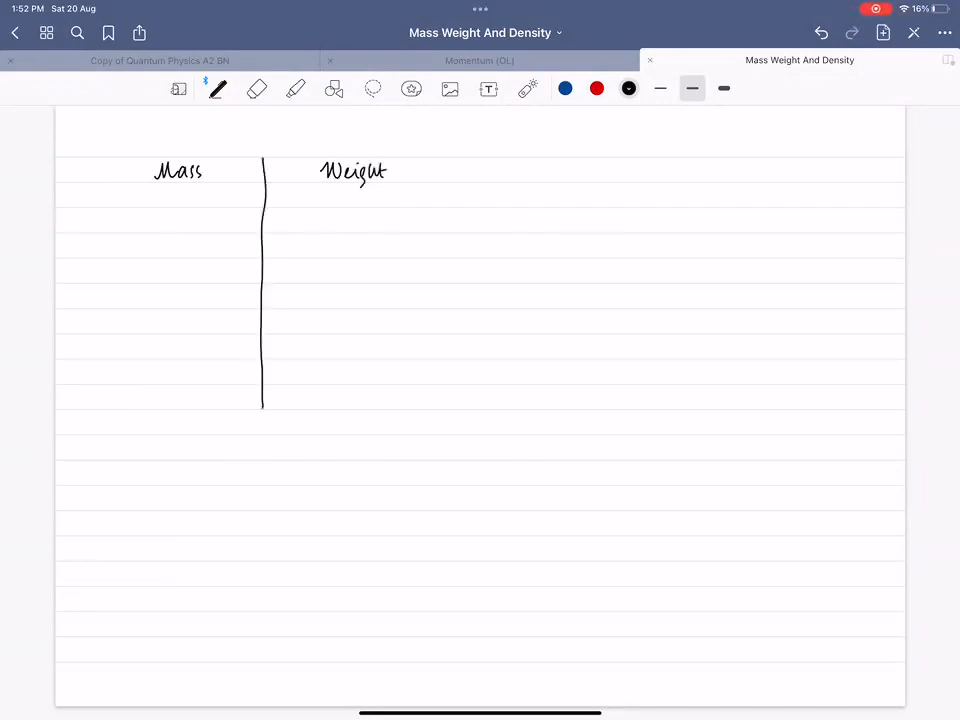 1:52 PM Sat 20 Aug 16%
Mass Weight And Density
Copy of Quantum Physics A2 BN Momentum (OL) Mass Weight And Density
T
Mass Weight